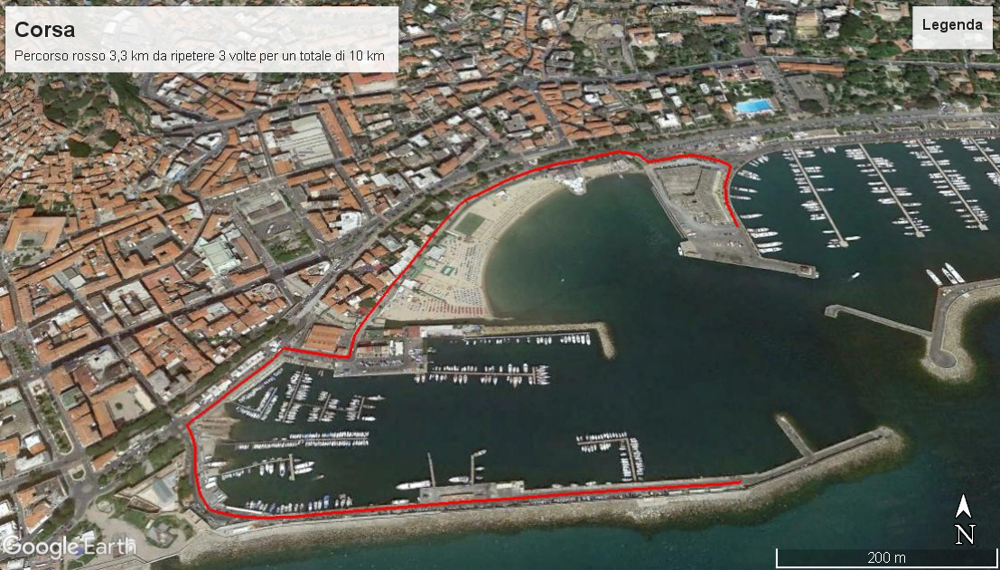 Corsa
Percorso rosso 3,3 km da ripetere 3 volte per un totale di 10 km
Legenda
Google Earth
N
200 m